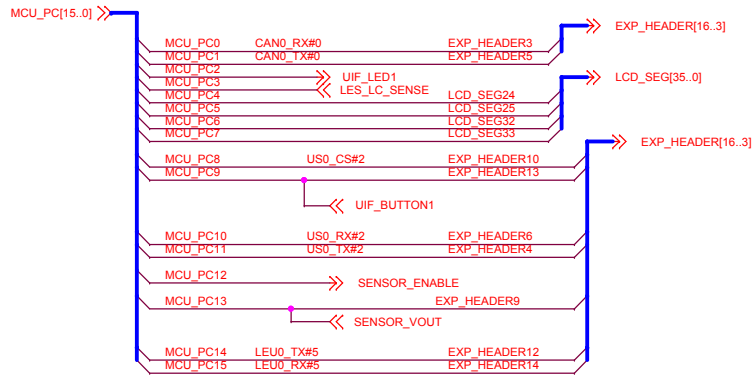 MCU_PC[15..0]
EXP_HEADER[16..3]
MCU_PC0 CAN0_RX#0 EXP_HEADER3
MCU_PC1 CAN0_TX#0 EXP_HEADER5
MCU_PC2 UIF_LED1
LCD_SEG[35..0]
MCU_PC3 LES_LC_SENSE
MCU_PC4 LCD_SEG24
MCU_PC5 LCD_SEG25
MCU_PC6 LCD_SEG32
MCU_PC7 LCD_SEG33
EXP_HEADER[16..3]
MCU_PC8 US0_CS#2 EXP_HEADER10
MCU_PC9 EXP_HEADER13
UIF_BUTTON1
MCU_PC10 US0_RX#2 EXP_HEADER6
MCU_PC11 US0_TX#2 EXP_HEADER4
MCU_PC12 SENSOR_ENABLE
MCU_PC13 EXP_HEADER9
SENSOR_VOUT
MCU_PC14 LEU0_TX#5 EXP_HEADER12
MCU_PC15 LEU0_RX#5 EXP_HEADER14